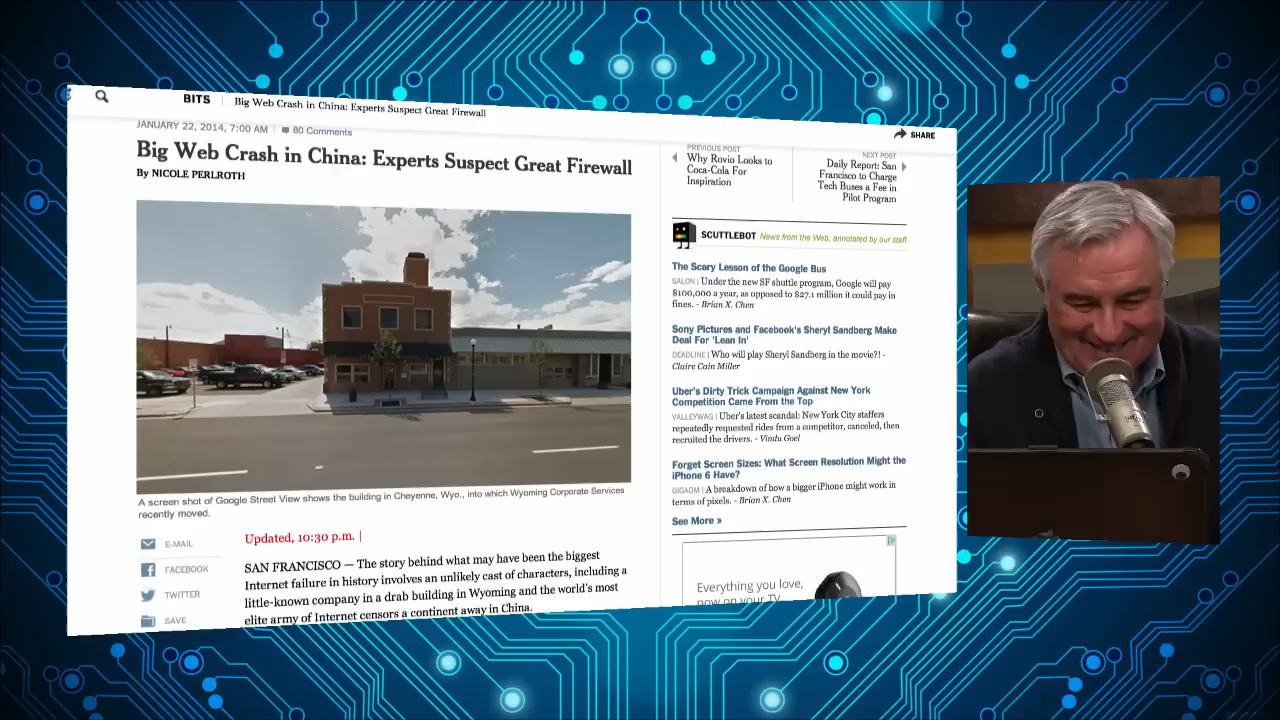 BITS
Big Web Crash in China: Experts Suspect Great Firewall
SHARE
JANUARY 22, 2014, 7:00 AM
80 Comments
Big Web Crash in China: Experts Suspect Great Firewall
By NICOLE PERLROTH
A screen shot of Google Street View shows the building in Cheyenne, Wyo., into which Wyoming Corporate Services
recently moved.
E-MAIL
FACEBOOK
TWITTER
SAVE
Updated, 10:30 p.m. |
SAN FRANCISCO — The story behind what may have been the biggest
Internet failure in history involves an unlikely cast of characters, including a
little-known company in a drab building in Wyoming and the world's most
elite army of Internet censors a continent away in China.
PREVIOUS POST
Why Rovio Looks to
Coca-Cola For
Inspiration
NEXT POST
Daily Report: San
Francisco to Charge
Tech Buses a Fee in
Pilot Program
SCUTTLEBOT News from the Web, annotated by our staff
The Scary Lesson of the Google Bus
SALON | Under the new SF shuttle program, Google will pay
$100,000 a year, as opposed to $27.1 million it could pay in
fines. - Brian X. Chen
Sony Pictures and Facebook's Sheryl Sandberg Make
Deal For 'Lean In'
DEADLINE | Who will play Sheryl Sandberg in the movie?! -
Claire Cain Miller
Uber's Dirty Trick Campaign Against New York
Competition Came From the Top
VALLEYWAG | Uber's latest scandal: New York City staffers
repeatedly requested rides from a competitor, canceled, then
recruited the drivers. - Vindu Goel
Forget Screen Sizes: What Screen Resolution Might the
iPhone 6 Have?
GIGAOM | A breakdown of how a bigger iPhone might work in
terms of pixels. - Brian X. Chen
See More »
Everything you love,
now on your TV